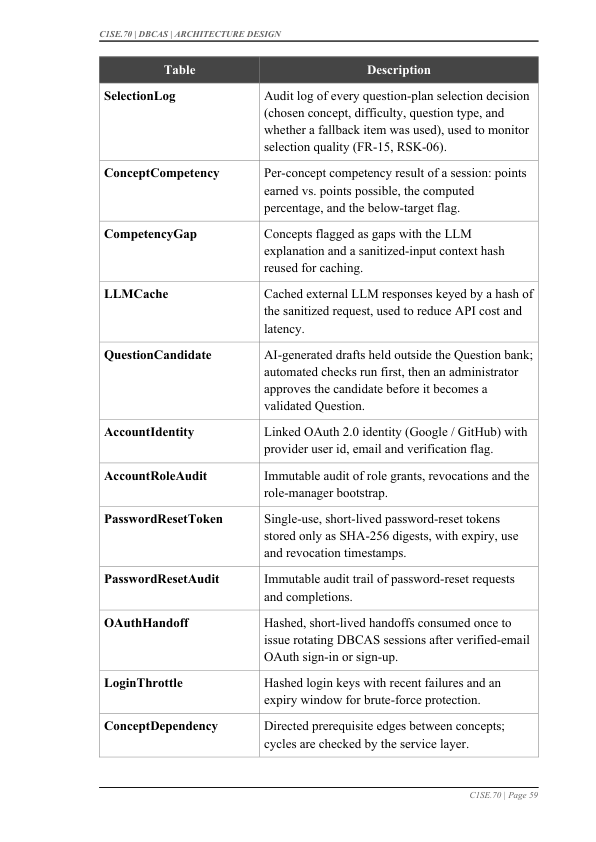 C1SE.70 | DBCAS | ARCHITECTURE DESIGN
Table Description
SelectionLog Audit log of every question-plan selection decision
(chosen concept, difficulty, question type, and
whether a fallback item was used), used to monitor
selection quality (FR-15, RSK-06).
ConceptCompetency Per-concept competency result of a session: points
earned vs. points possible, the computed
percentage, and the below-target flag.
CompetencyGap Concepts flagged as gaps with the LLM
explanation and a sanitized-input context hash
reused for caching.
LLMCache Cached external LLM responses keyed by a hash of
the sanitized request, used to reduce API cost and
latency.
QuestionCandidate AI-generated drafts held outside the Question bank;
automated checks run first, then an administrator
approves the candidate before it becomes a
validated Question.
AccountIdentity Linked OAuth 2.0 identity (Google / GitHub) with
provider user id, email and verification flag.
AccountRoleAudit Immutable audit of role grants, revocations and the
role-manager bootstrap.
PasswordResetToken Single-use, short-lived password-reset tokens
stored only as SHA-256 digests, with expiry, use
and revocation timestamps.
PasswordResetAudit Immutable audit trail of password-reset requests
and completions.
OAuthHandoff Hashed, short-lived handoffs consumed once to
issue rotating DBCAS sessions after verified-email
OAuth sign-in or sign-up.
LoginThrottle Hashed login keys with recent failures and an
expiry window for brute-force protection.
ConceptDependency Directed prerequisite edges between concepts;
cycles are checked by the service layer.
C1SE.70 | Page 59